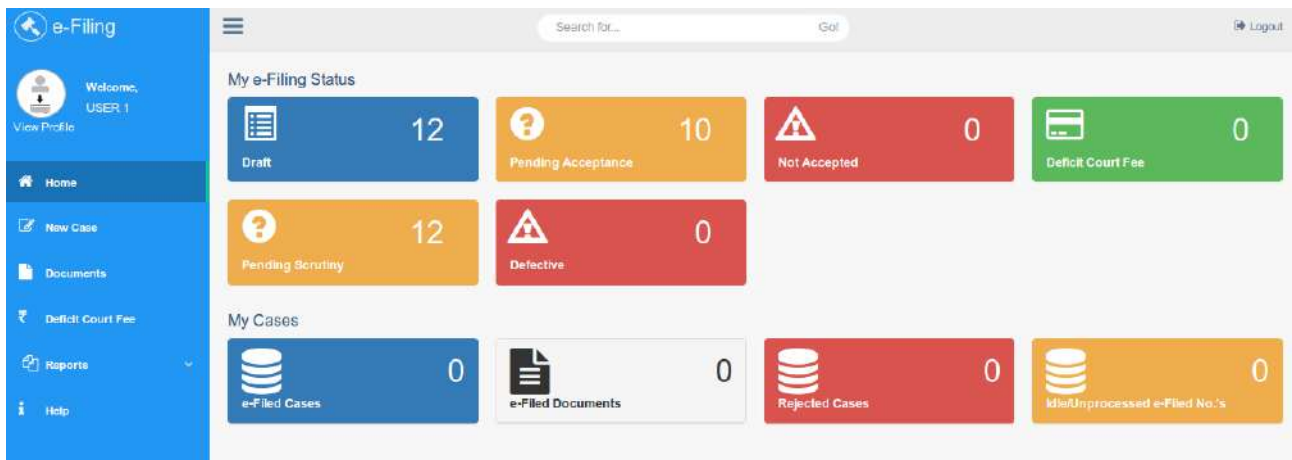 e-Filing
Search for...
Go!
Logout
Welcome,
USER 1
View Profile
Home
New Case
Documents
Deficit Court Fee
Reports
Help
My e-Filing Status
12
Draft
10
Pending Acceptance
0
Not Accepted
0
Deficit Court Fee
12
Pending Scrutiny
0
Defective
My Cases
0
e-Filed Cases
0
e-Filed Documents
0
Rejected Cases
0
Idle/Unprocessed e-Filed No.'s